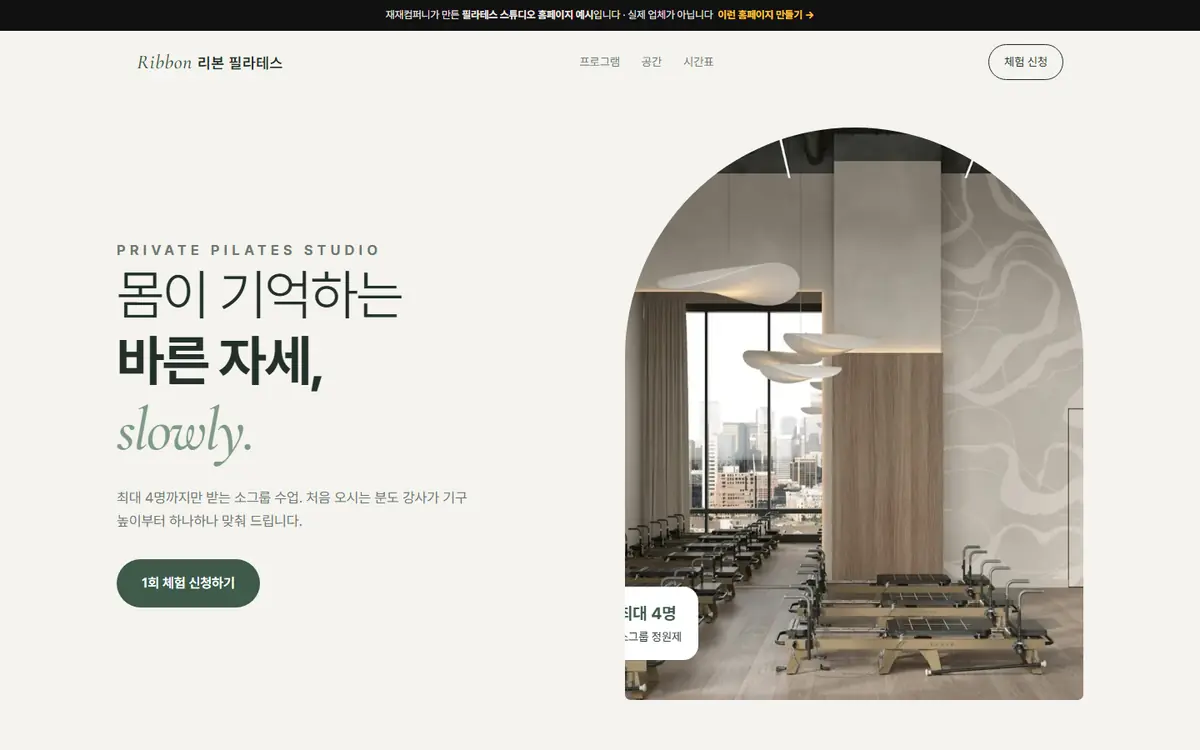 재재컴퍼니가 만든 필라테스 스튜디오 홈페이지 예시입니다 · 실제 업체가 아닙니다 이런 홈페이지 만들기 →
Ribbon 리본 필라테스
프로그램 공간 시간표
체험 신청
PRIVATE PILATES STUDIO
몸이 기억하는
바른 자세,
slowly.
최대 4명까지만 받는 소그룹 수업. 처음 오시는 분도 강사가 기구
높이부터 하나하나 맞춰 드립니다.
1회 체험 신청하기
최대 4명
소그룹 정원제